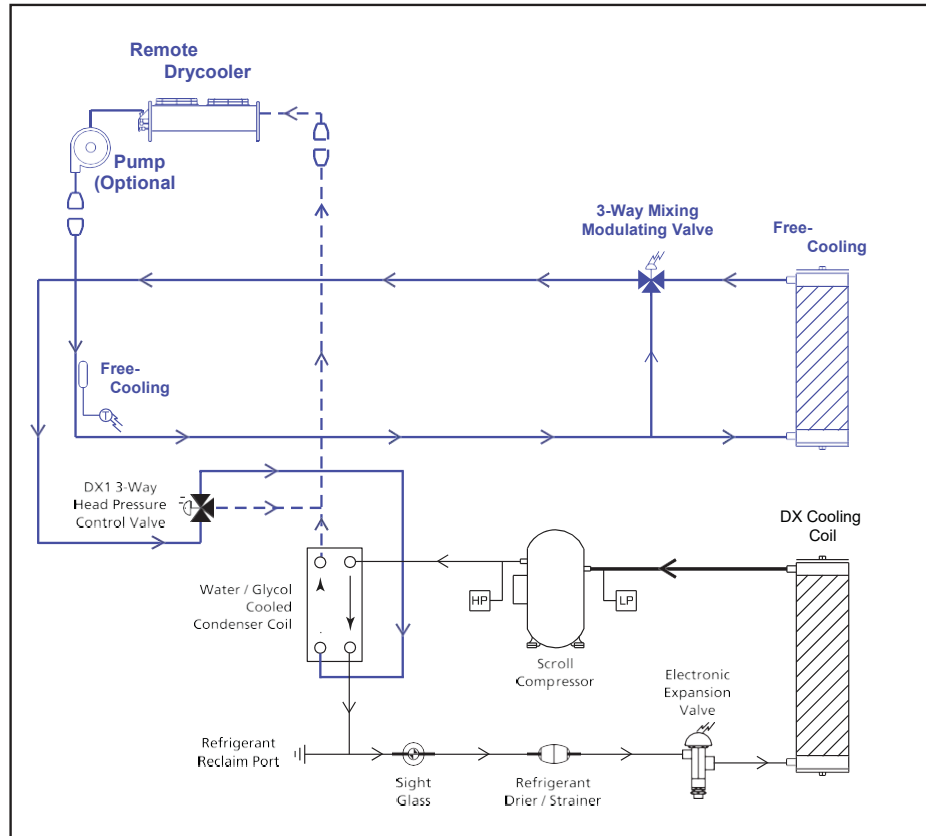 Remote
Drycooler
Pump
(Optional
3-Way Mixing
Modulating Valve
Free-
Cooling
Free-
Cooling
T
DX1 3-Way
Head Pressure
Control Valve
DX Cooling
Coil
Water / Glycol
Cooled
Condenser Coil
HP
LP
Scroll
Compressor
Electronic
Expansion
Valve
Refrigerant
Reclaim Port
Sight
Glass
Refrigerant
Drier / Strainer